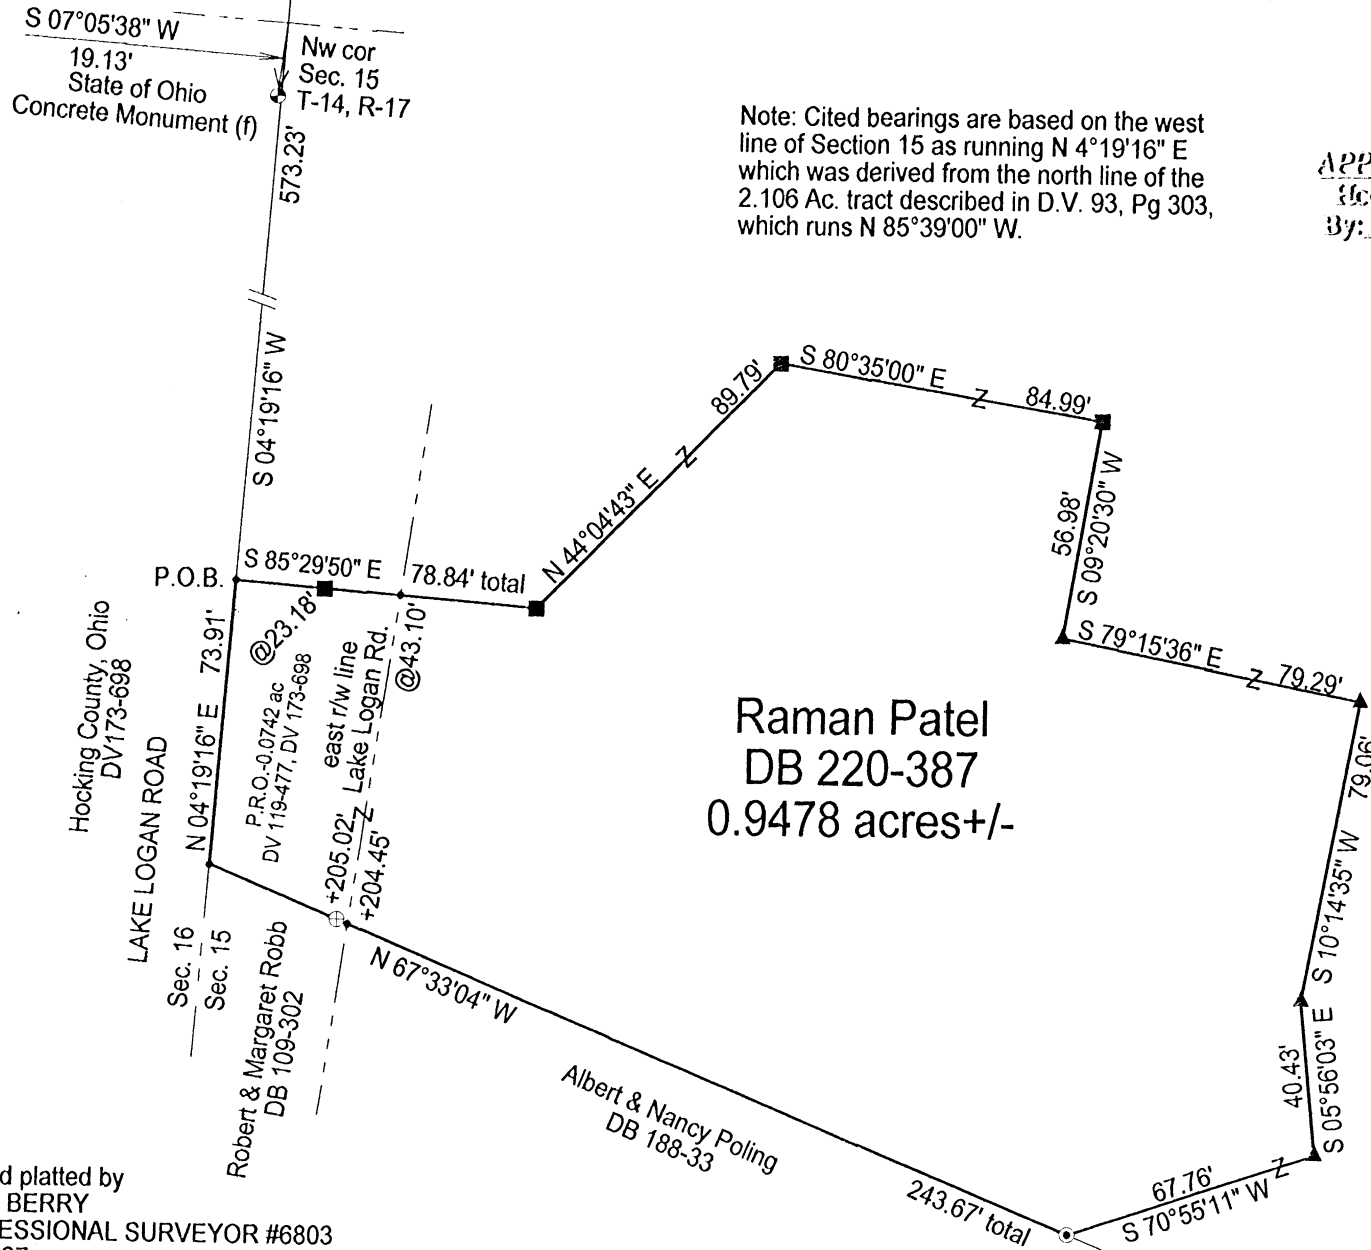 S 07°05'38" W
19.13'
State of Ohio
Concrete Monument (f)
Nw cor
Sec. 15
T-14, R-17
573.23'
S 04°19'16" W
Note: Cited bearings are based on the west
line of Section 15 as running N 4°19'16" E
which was derived from the north line of the
2.106 Ac. tract described in D.V. 93, Pg 303,
which runs N 85°39'00" W.
By:
P.O.B.
S 85°29'50" E
78.84' total
@23.18'
@43.10'
N 44°04'43" E
89.79'
Z
S 80°35'00" E
Z
84.99'
56.98'
S 09°20'30" W
S 79°15'36" E
Z
79.29'
79.06'
S 10°14'35" W
40.43'
S 05°56'03" E
67.76'
Z
S 70°55'11" W
243.67' total
N 67°33'04" W
+205.02'
+204.45'
Z
east r/w line
Lake Logan Rd.
P.R.O.-0.0742 ac
DV 119-477, DV 173-698
N 04°19'16" E
73.91'
Hocking County, Ohio
DV173-698
LAKE LOGAN ROAD
Sec. 16
Sec. 15
Robert & Margaret Robb
DB 109-302
Albert & Nancy Poling
DB 188-33
Raman Patel
DB 220-387
0.9478 acres+/-
d platted by
BERRY
ESSIONAL SURVEYOR #6803